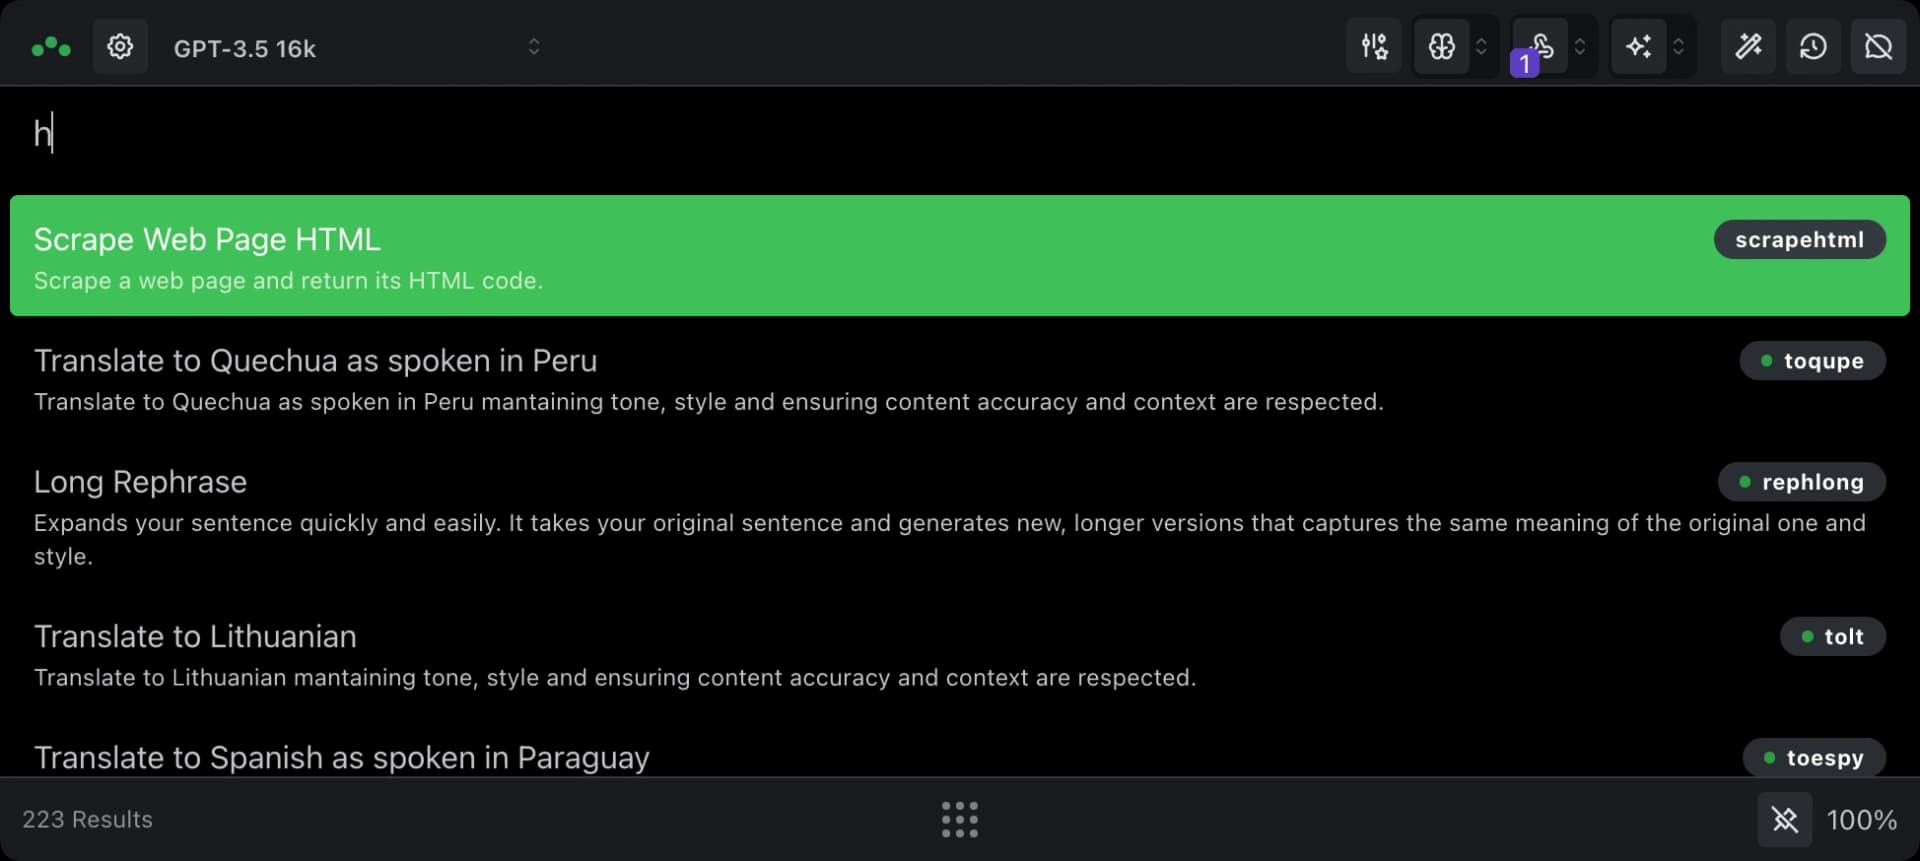 GPT-3.5 16k
1
h
Scrape Web Page HTML
scrapehtml
Scrape a web page and return its HTML code.
Translate to Quechua as spoken in Peru
toqupe
Translate to Quechua as spoken in Peru mantaining tone, style and ensuring content accuracy and context are respected.
Long Rephrase
rephlong
Expands your sentence quickly and easily. It takes your original sentence and generates new, longer versions that captures the same meaning of the original one and
style.
Translate to Lithuanian
tolt
Translate to Lithuanian mantaining tone, style and ensuring content accuracy and context are respected.
Translate to Spanish as spoken in Paraguay
toespy
223 Results
100%